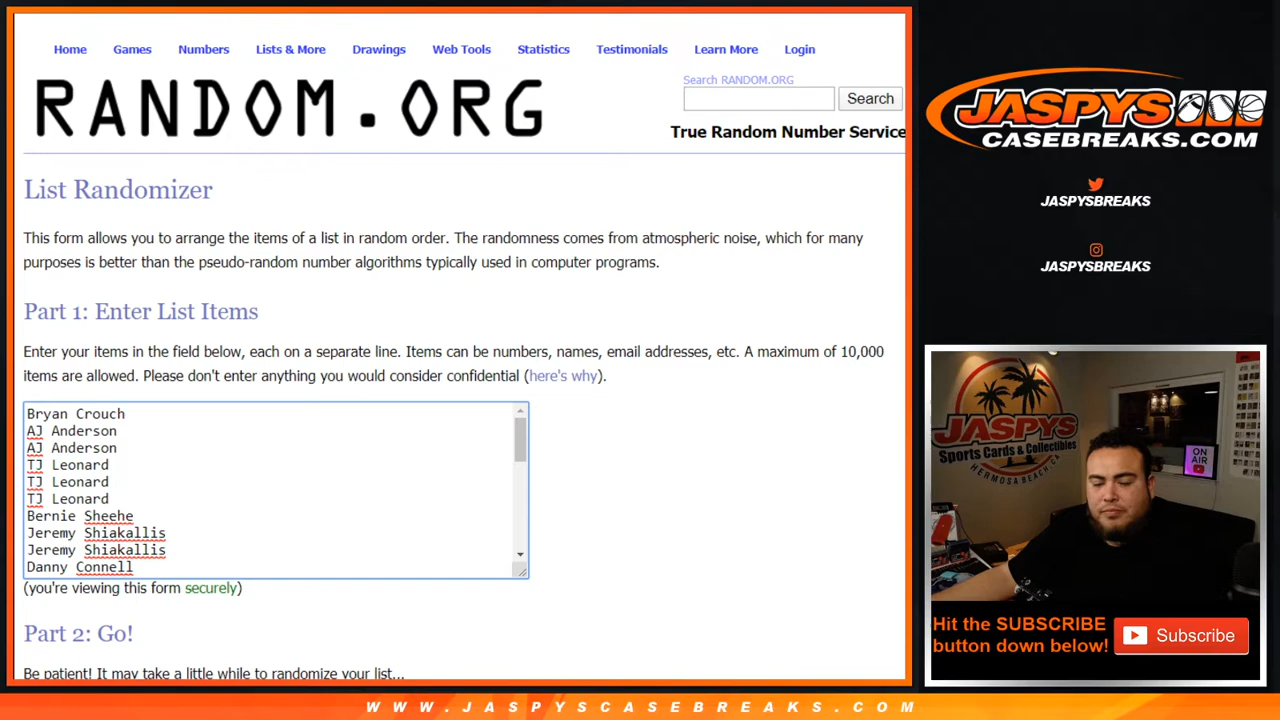 Home Games Numbers Lists & More Drawings Web Tools Statistics Testimonials Learn More Login
RANDOM.ORG
Search RANDOM.ORG
Search
True Random Number Service
List Randomizer
This form allows you to arrange the items of a list in random order. The randomness comes from atmospheric noise, which for many
purposes is better than the pseudo-random number algorithms typically used in computer programs.
Part 1: Enter List Items
Enter your items in the field below, each on a separate line. Items can be numbers, names, email addresses, etc. A maximum of 10,000
items are allowed. Please don't enter anything you would consider confidential (here's why).
Bryan Crouch
AJ Anderson
AJ Anderson
TJ Leonard
TJ Leonard
TJ Leonard
Bernie Sheehe
Jeremy Shiakallis
Jeremy Shiakallis
Danny Connell
(you're viewing this form securely)
Part 2: Go!
Be patient! It may take a little while to randomize your list...
JASPYS
CASEBREAKS.COM
JASPYSBREAKS
JASPYSBREAKS
JASPYS
Sports Cards & Collectibles
HERMOSA BEACH, CA
ON
AIR
Hit the SUBSCRIBE
button down below!
Subscribe
WWW.JASPYSCASEBREAKS.COM